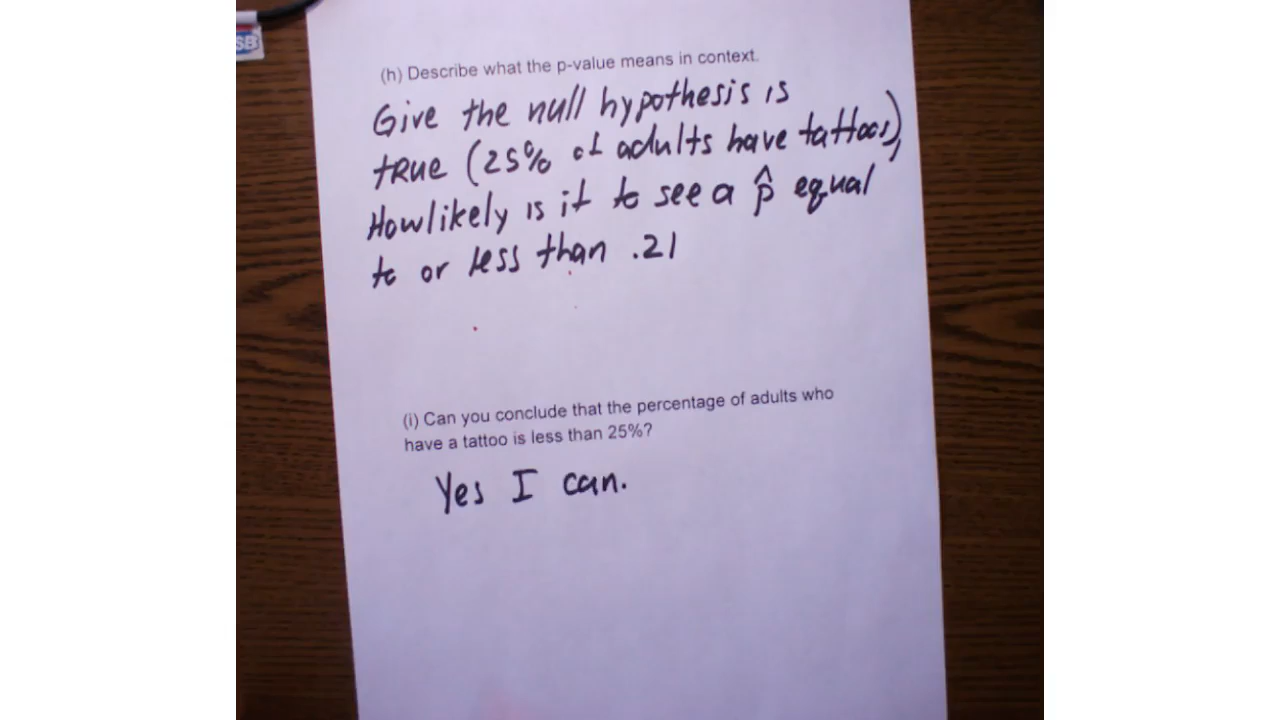 SB
(h) Describe what the p-value means in context.
Give the null hypothesis is
true (25% of adults have tattoos),
How likely is it to see a p̂ equal
to or less than .21
(i) Can you conclude that the percentage of adults who
have a tattoo is less than 25%?
Yes I can.